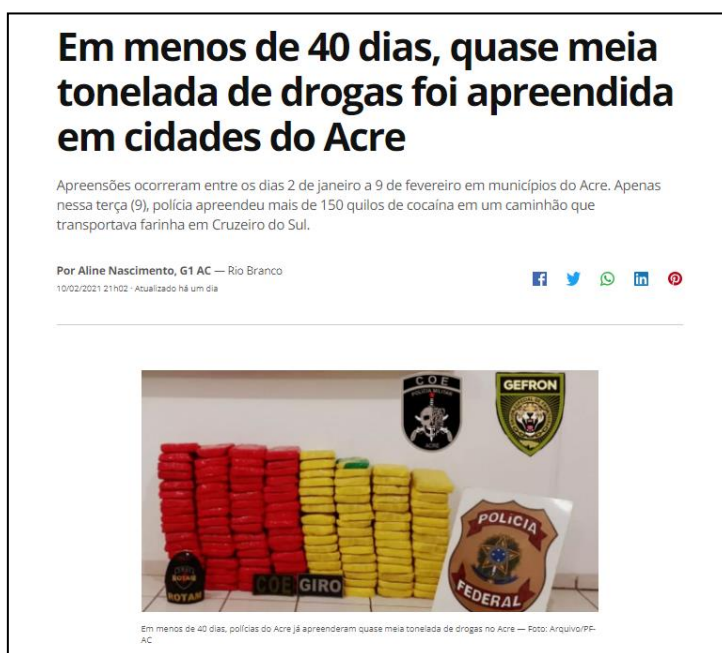 Em menos de 40 dias, quase meia
tonelada de drogas foi apreendida
em cidades do Acre
Apreensões ocorreram entre os dias 2 de janeiro a 9 de fevereiro em municípios do Acre. Apenas
nessa terça (9), polícia apreendeu mais de 150 quilos de cocaína em um caminhão que
transportava farinha em Cruzeiro do Sul.
Por Aline Nascimento, G1 AC — Rio Branco
10/02/2021 21h02 · Atualizado há um dia
COE
POLÍCIA MILITAR
ACRE
GEFRON
POLÍCIA
FEDERAL
ROTAM
ROTAM
COE GIRO
Em menos de 40 dias, polícias do Acre já apreenderam quase meia tonelada de drogas no Acre — Foto: Arquivo/PF-
AC